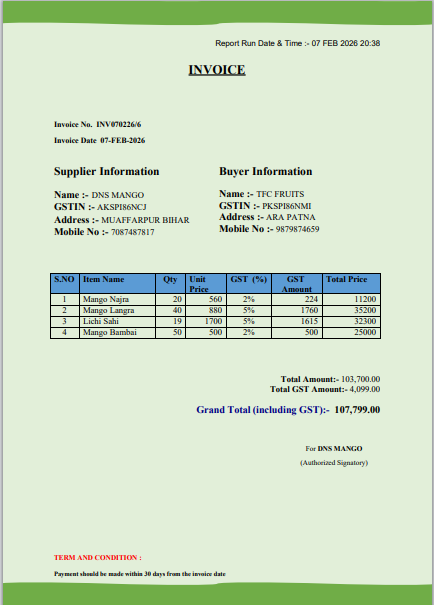 Report Run Date & Time :- 07 FEB 2026 20:38
INVOICE
Invoice No. INV070226/6
Invoice Date 07-FEB-2026
Supplier Information
Name :- DNS MANGO
GSTIN :- AKSPI86NCJ
Address :- MUAFFARPUR BIHAR
Mobile No :- 7087487817
Buyer Information
Name :- TFC FRUITS
GSTIN :- PKSPI86NMI
Address :- ARA PATNA
Mobile No :- 9879874659
S.NO Item Name Qty Unit Price GST (%) GST Amount Total Price
1 Mango Najra 20 560 2% 224 11200
2 Mango Langra 40 880 5% 1760 35200
3 Lichi Sahi 19 1700 5% 1615 32300
4 Mango Bambai 50 500 2% 500 25000
Total Amount:- 103,700.00
Total GST Amount:- 4,099.00
Grand Total (including GST):- 107,799.00
For DNS MANGO
(Authorized Signatory)
TERM AND CONDITION :
Payment should be made within 30 days from the invoice date